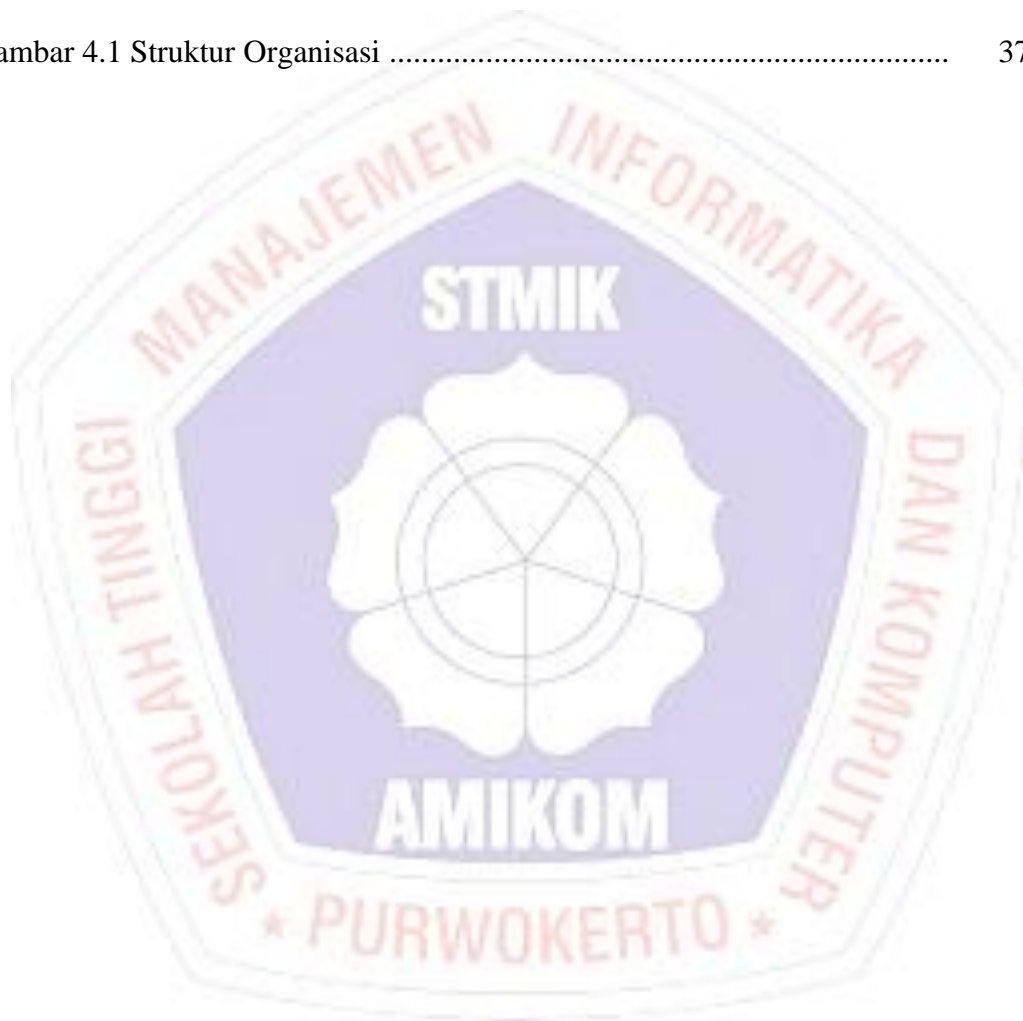 ambar 4.1 Struktur Organisasi .................................................................... 37
SEKOLAH TINGGI MANAJEMEN INFORMATIKA DAN KOMPUTER
STMIK
AMIKOM
* PURWOKERTO *